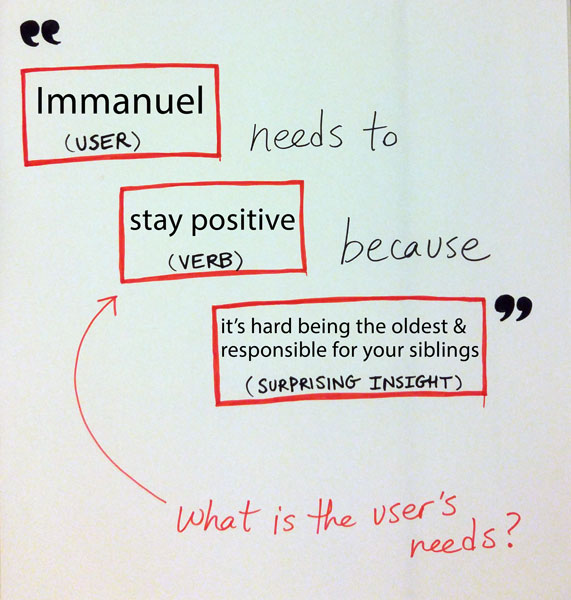 “
Immanuel
(USER)
needs to
stay positive
(VERB)
because
it's hard being the oldest &
responsible for your siblings
(SURPRISING INSIGHT)
”
What is the user's
needs?